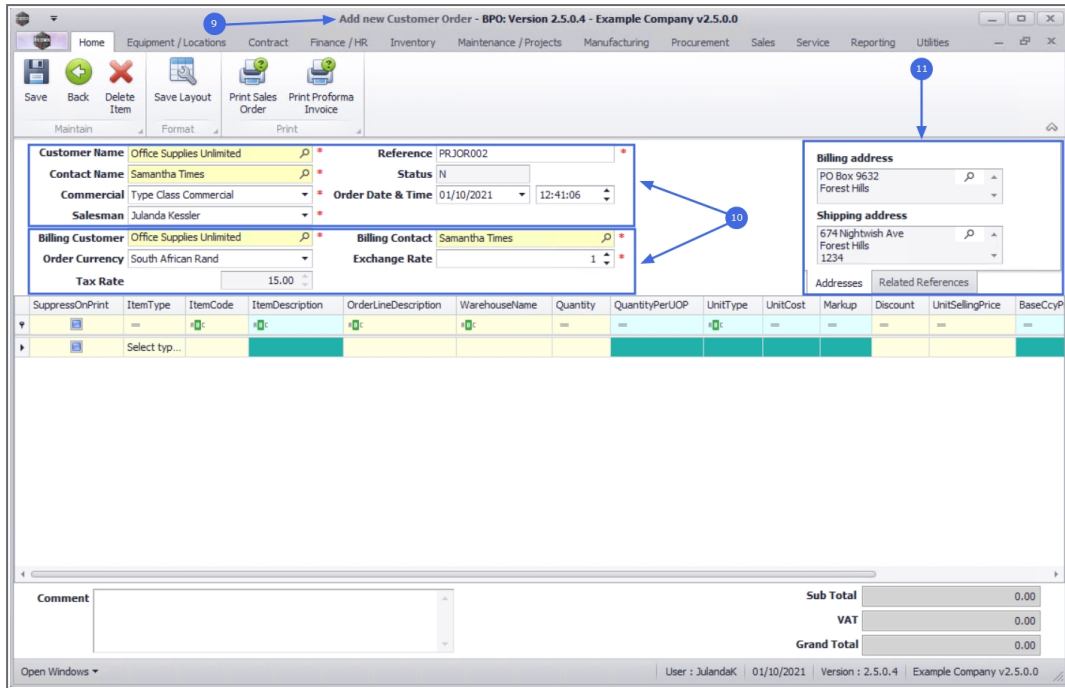 9
Add new Customer Order - BPO: Version 2.5.0.4 - Example Company v2.5.0.0
Home Equipment / Locations Contract Finance / HR Inventory Maintenance / Projects Manufacturing Procurement Sales Service Reporting Utilities
11
Save Back Delete Item Save Layout Print Sales Order Print Proforma Invoice
Maintain Format Print
Customer Name Office Supplies Unlimited * Reference PRJOR002 *
Contact Name Samantha Times * Status N
Commercial Type Class Commercial * Order Date & Time 01/10/2021 12:41:06
Salesman Julanda Kessler *
10
Billing Customer Office Supplies Unlimited * Billing Contact Samantha Times *
Order Currency South African Rand Exchange Rate 1 *
Tax Rate 15.00
Billing address
PO Box 9632
Forest Hills
Shipping address
674 Nightwish Ave
Forest Hills
1234
Addresses Related References
SuppressOnPrint ItemType ItemCode ItemDescription OrderLineDescription WarehouseName Quantity QuantityPerUOP UnitType UnitCost Markup Discount UnitSellingPrice BaseCcyP
Select typ...
Comment
Sub Total 0.00
VAT 0.00
Grand Total 0.00
Open Windows User : JulandaK 01/10/2021 Version : 2.5.0.4 Example Company v2.5.0.0